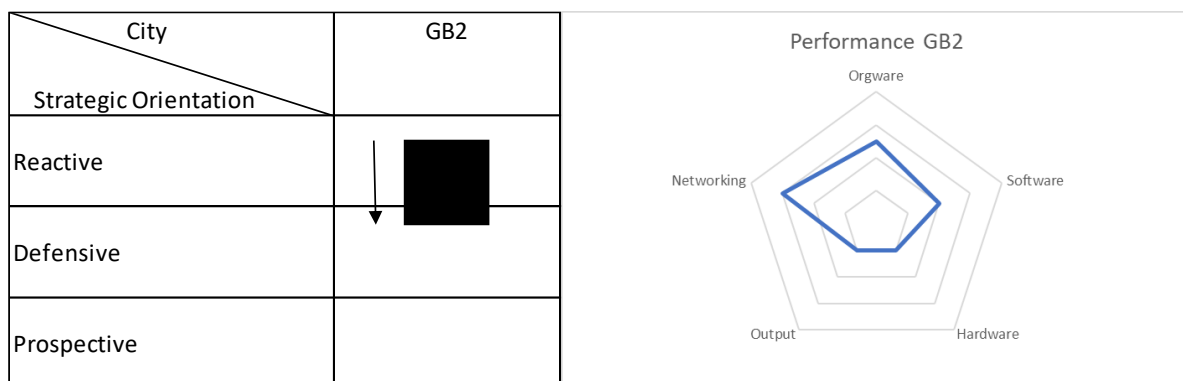 City
GB2
Strategic Orientation
Reactive
Defensive
Prospective
Performance GB2
Orgware
Networking
Software
Output
Hardware